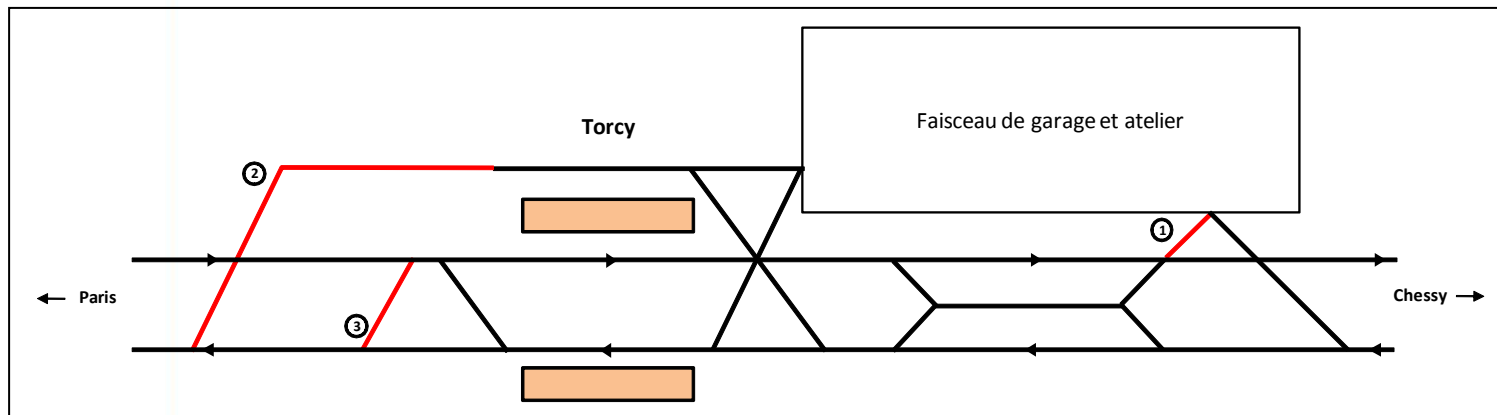 Faisceau de garage et atelier
Torcy
2
1
Paris
Chessy
3